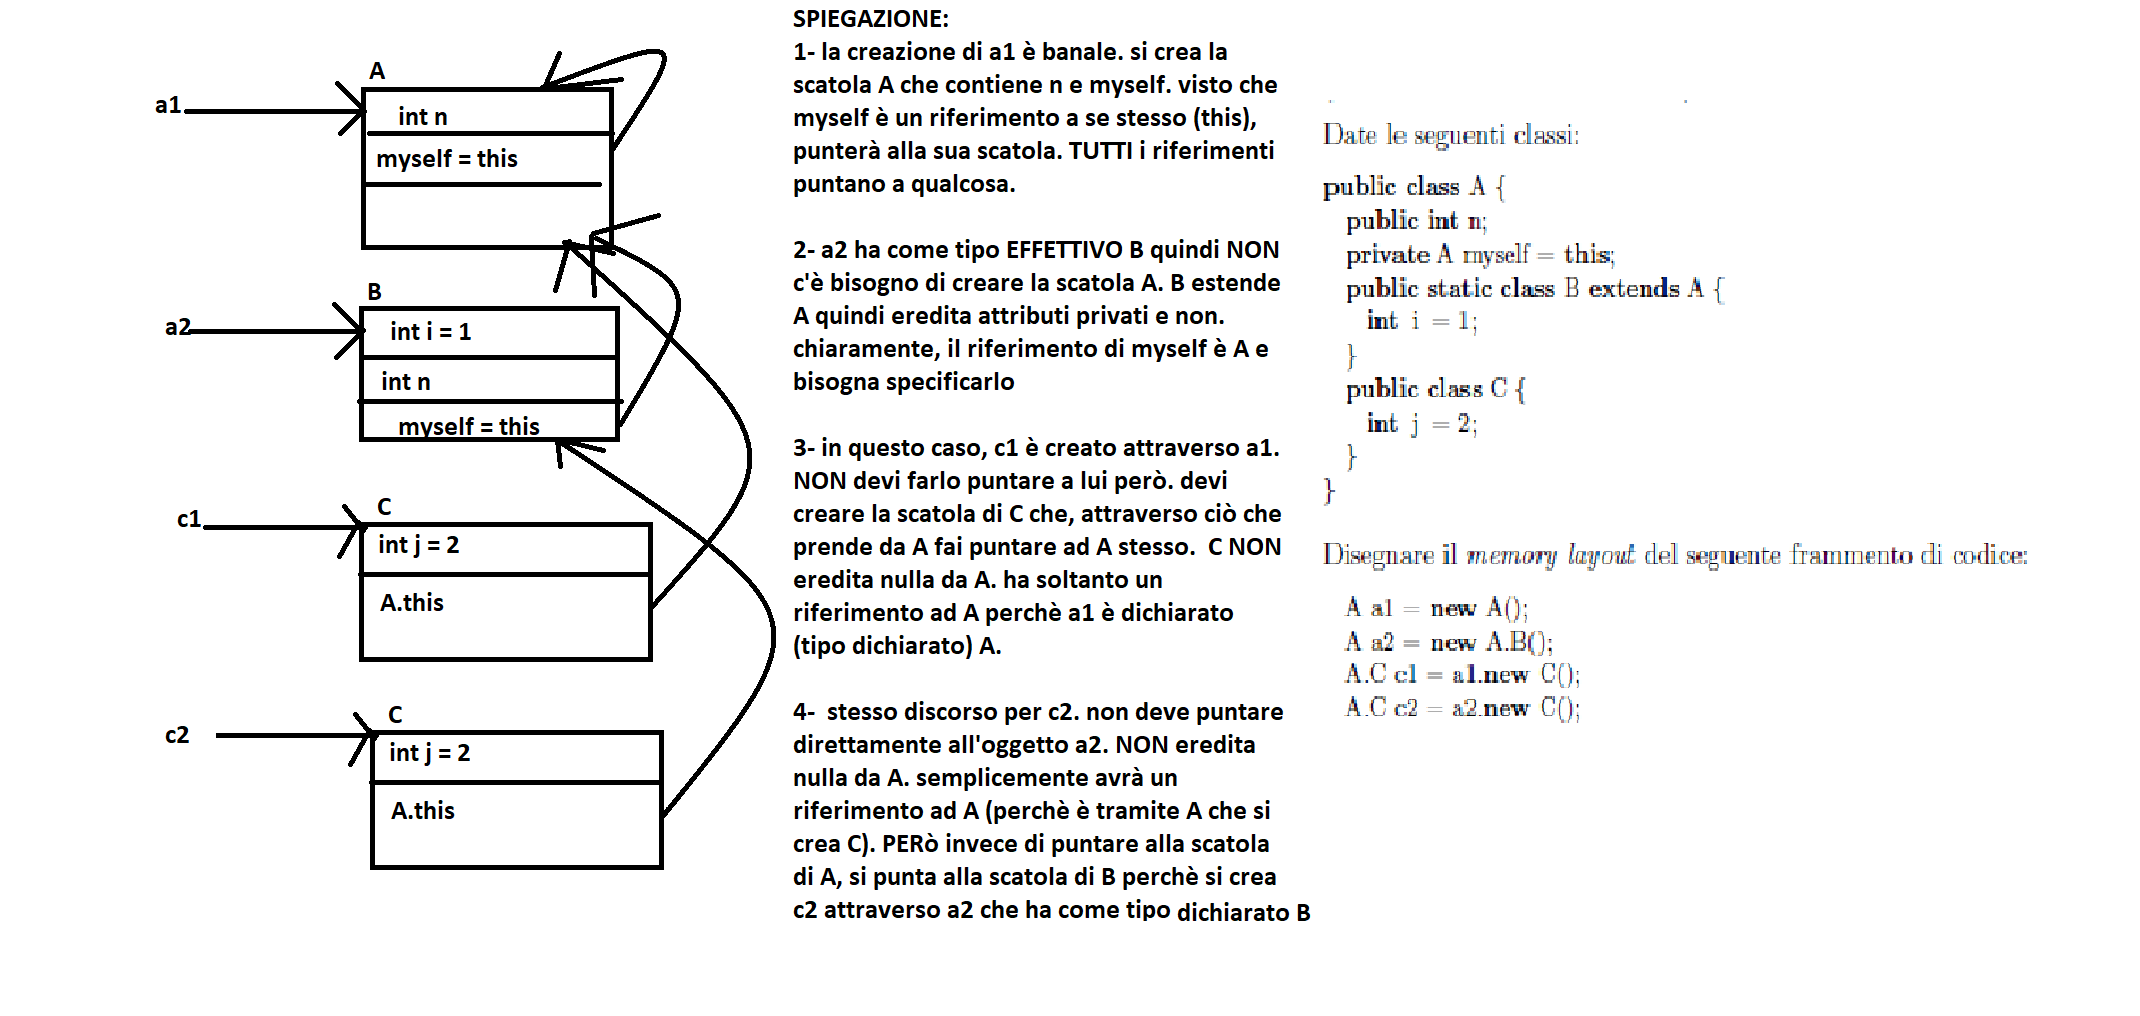 a1
A
int n
myself = this
a2
B
int i = 1
int n
myself = this
c1
C
int j = 2
A.this
c2
C
int j = 2
A.this
SPIEGAZIONE:
1- la creazione di a1 è banale. si crea la
scatola A che contiene n e myself. visto che
myself è un riferimento a se stesso (this),
punterà alla sua scatola. TUTTI i riferimenti
puntano a qualcosa.
2- a2 ha come tipo EFFETTIVO B quindi NON
c'è bisogno di creare la scatola A. B estende
A quindi eredita attributi privati e non.
chiaramente, il riferimento di myself è A e
bisogna specificarlo
3- in questo caso, c1 è creato attraverso a1.
NON devi farlo puntare a lui però. devi
creare la scatola di C che, attraverso ciò che
prende da A fai puntare ad A stesso.  C NON
eredita nulla da A. ha soltanto un
riferimento ad A perchè a1 è dichiarato
(tipo dichiarato) A.
4-  stesso discorso per c2. non deve puntare
direttamente all'oggetto a2. NON eredita
nulla da A. semplicemente avrà un
riferimento ad A (perchè è tramite A che si
crea C). PERò invece di puntare alla scatola
di A, si punta alla scatola di B perchè si crea
c2 attraverso a2 che ha come tipo dichiarato B
Date le seguenti classi:
public class A {
public int n;
private A myself = this;
public static class B extends A {
int i = 1;
}
public class C {
int j = 2;
}
}
Disegnare il memory layout del seguente frammento di codice:
A a1 = new A();
A a2 = new A.B();
A.C c1 = a1.new C();
A.C c2 = a2.new C();